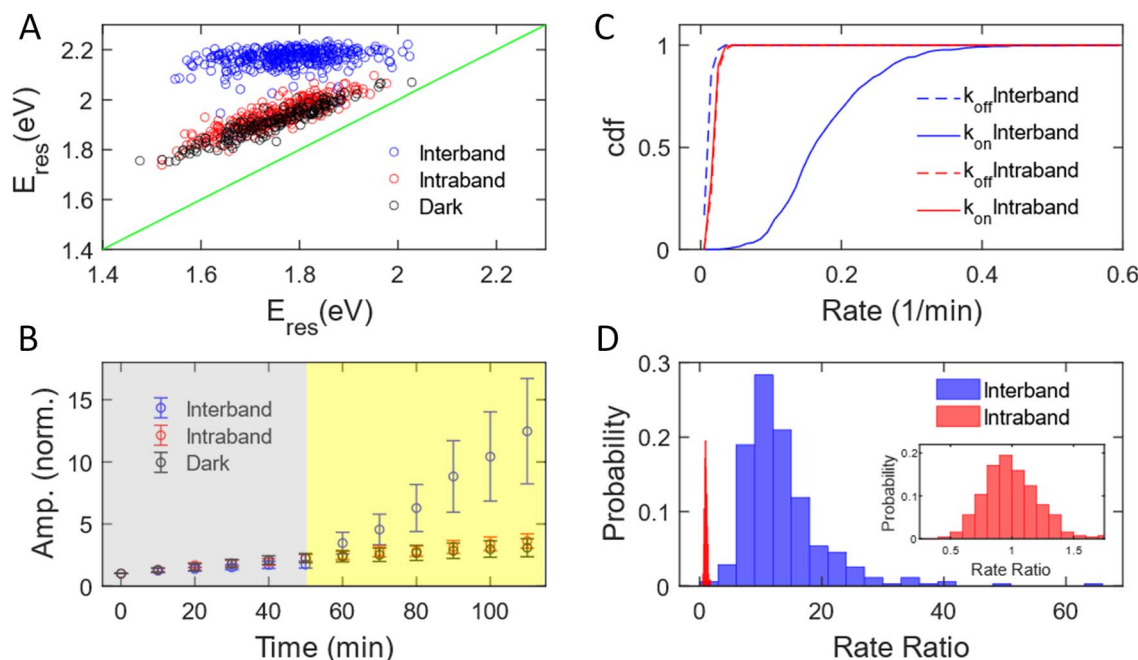 A
2.2
2
1.8
1.6
1.4
E_res(eV)
Interband
Intraband
Dark
1.4 1.6 1.8 2 2.2
E_res(eV)
C
1
0.5
0
cdf
k_off Interband
k_on Interband
k_off Intraband
k_on Intraband
0 0.2 0.4 0.6
Rate (1/min)
B
15
10
5
0
Amp. (norm.)
Interband
Intraband
Dark
0 20 40 60 80 100
Time (min)
D
0.3
0.2
0.1
0
Probability
Interband
Intraband
0.2
0.1
0
Probability
0.5 1 1.5
Rate Ratio
0 20 40 60
Rate Ratio